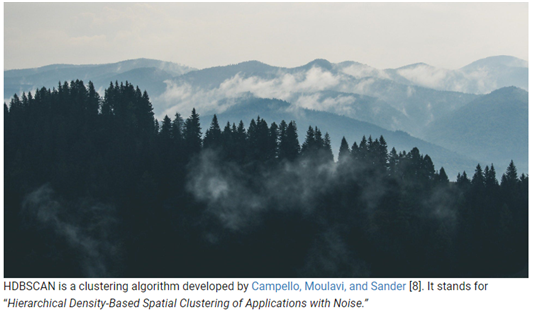 HDBSCAN is a clustering algorithm developed by Campello, Moulavi, and Sander [8]. It stands for
“Hierarchical Density-Based Spatial Clustering of Applications with Noise.”